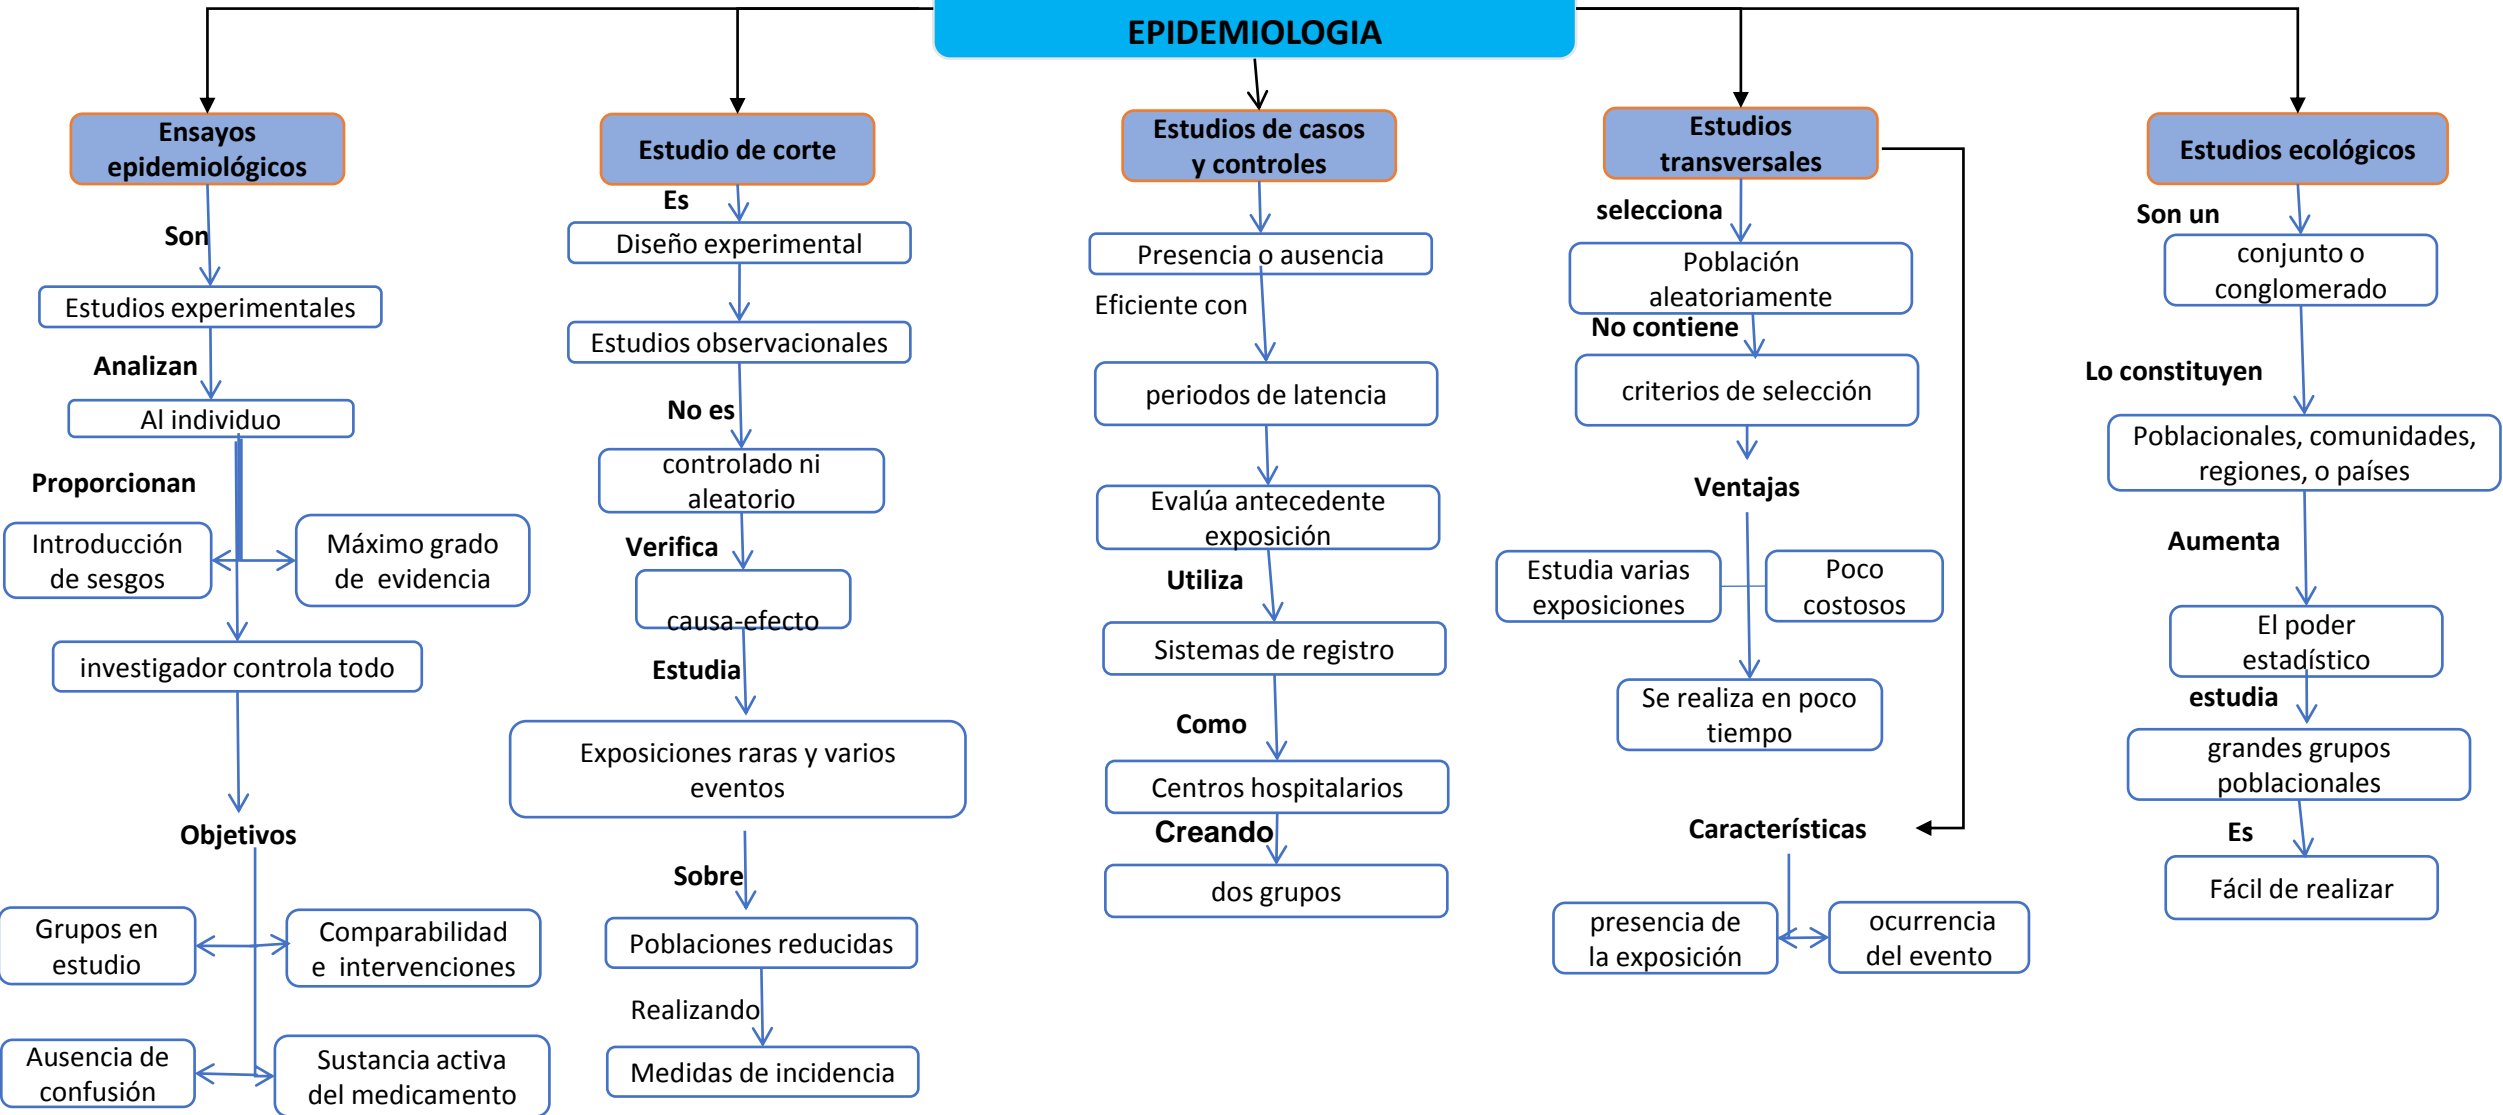 EPIDEMIOLOGIA
Ensayos
epidemiológicos
Son
Estudios experimentales
Analizan
Al individuo
Proporcionan
Introducción
de sesgos
Máximo grado
de evidencia
investigador controla todo
Objetivos
Grupos en
estudio
Comparabilidad
e intervenciones
Ausencia de
confusión
Sustancia activa
del medicamento
Estudio de corte
Es
Diseño experimental
Estudios observacionales
No es
controlado ni
aleatorio
Verifica
causa-efecto
Estudia
Exposiciones raras y varios
eventos
Sobre
Poblaciones reducidas
Realizando
Medidas de incidencia
Estudios de casos
y controles
Presencia o ausencia
Eficiente con
periodos de latencia
Evalúa antecedente
exposición
Utiliza
Sistemas de registro
Como
Centros hospitalarios
Creando
dos grupos
Estudios
transversales
selecciona
Población
aleatoriamente
No contiene
criterios de selección
Ventajas
Estudia varias
exposiciones
Poco
costosos
Se realiza en poco
tiempo
Características
presencia de
la exposición
ocurrencia
del evento
Estudios ecológicos
Son un
conjunto o
conglomerado
Lo constituyen
Poblacionales, comunidades,
regiones, o países
Aumenta
El poder
estadístico
estudia
grandes grupos
poblacionales
Es
Fácil de realizar